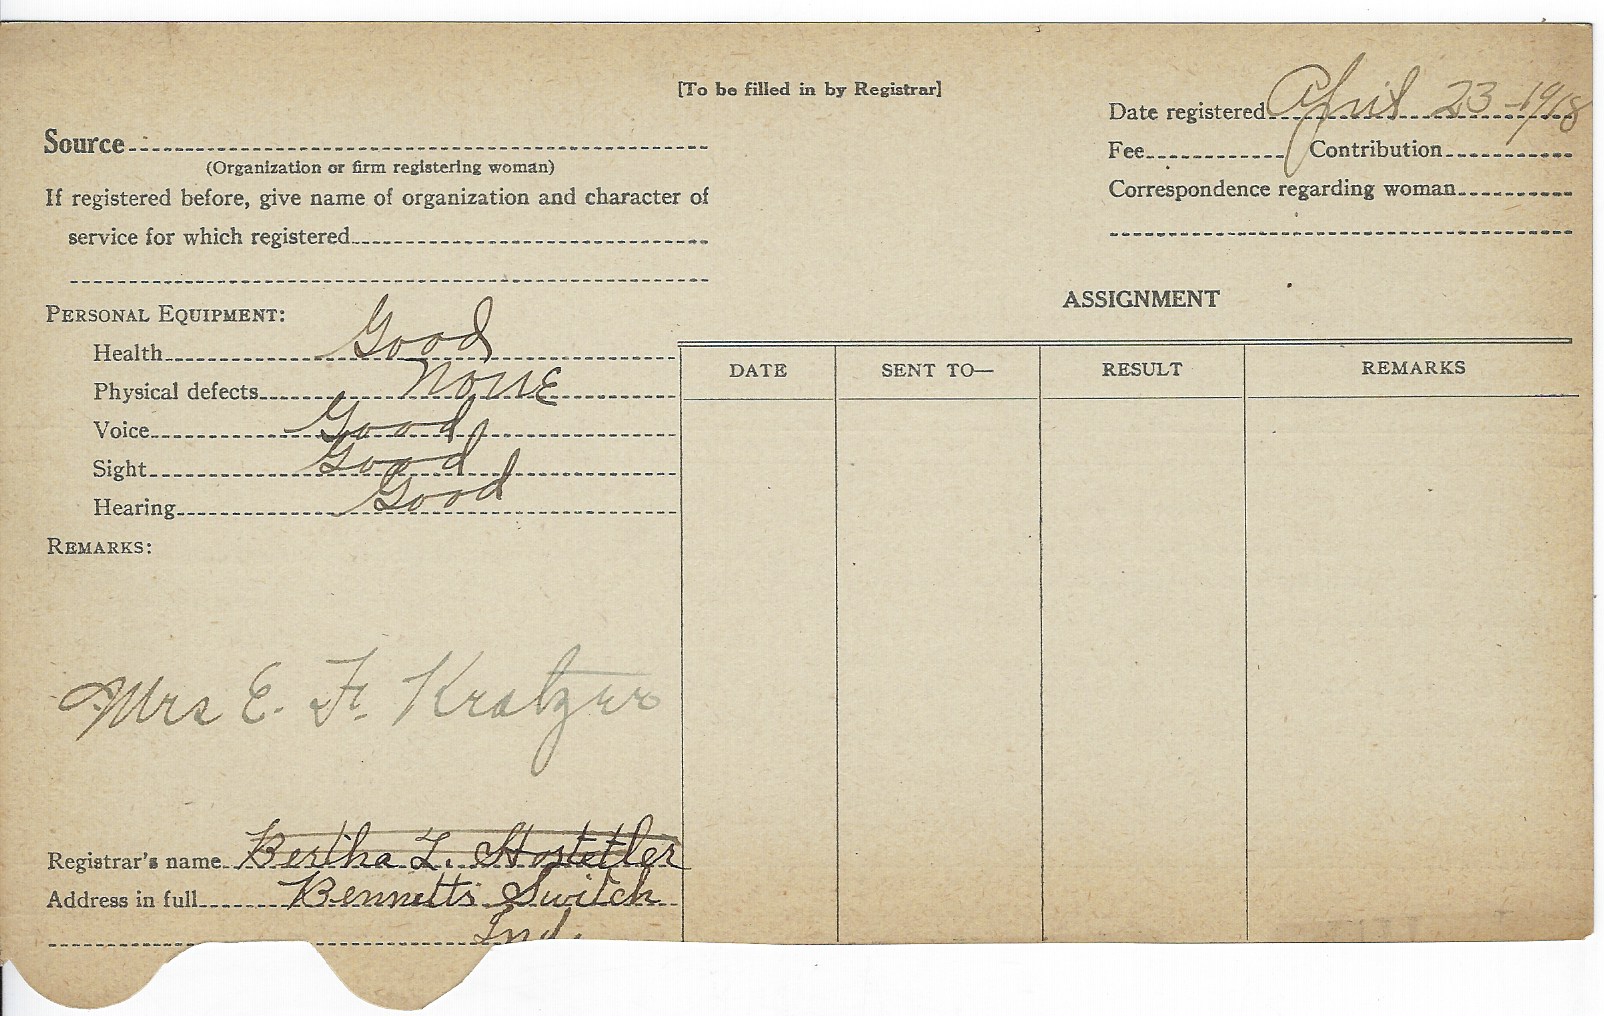 [To be filled in by Registrar]
Date registered April 23-1918
Source
(Organization or firm registering woman)
Fee Contribution
If registered before, give name of organization and character of
service for which registered
Correspondence regarding woman
ASSIGNMENT
PERSONAL EQUIPMENT:
Health Good
Physical defects None
Voice Good
Sight Good
Hearing Good
DATE SENT TO— RESULT REMARKS
REMARKS:
Mrs E. F. Kratzer
Registrar's name Bertha L. Hostetler
Address in full Bennetts Switch
Ind.